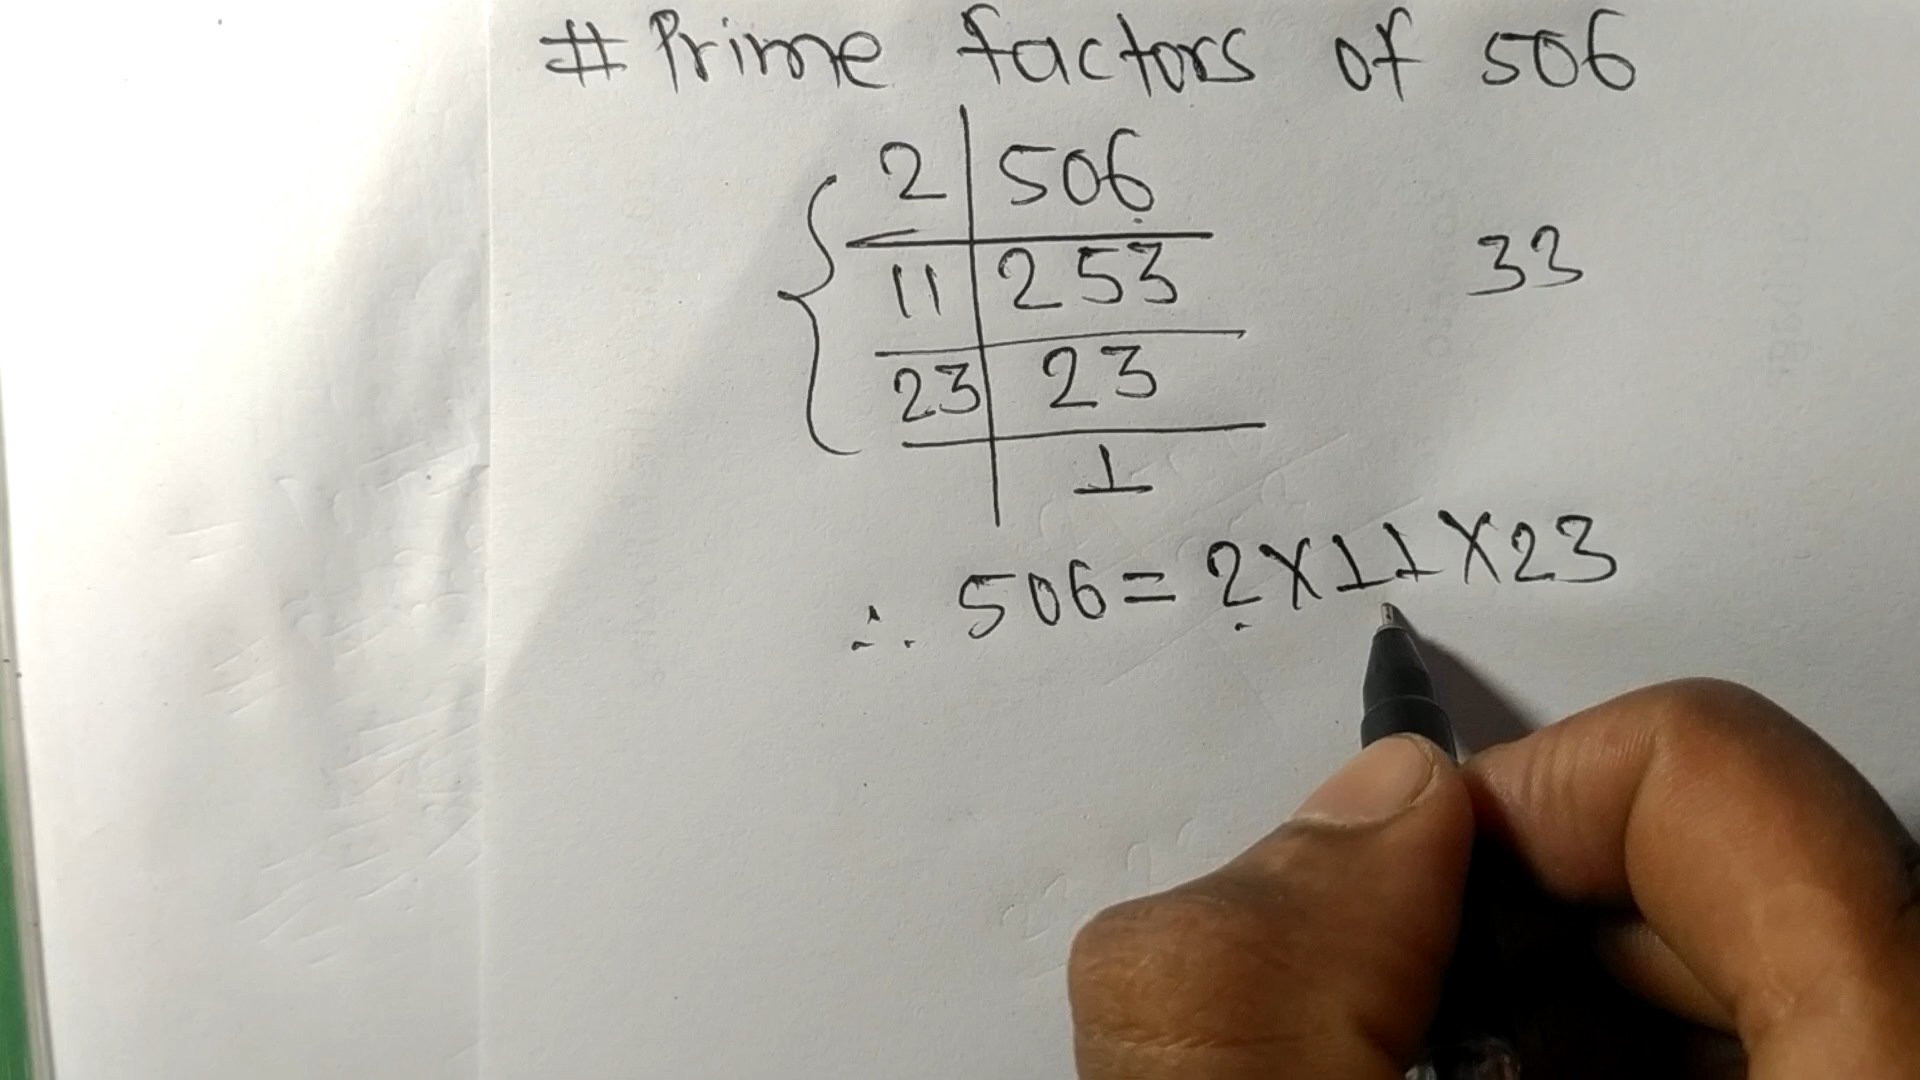 # Prime factors of 506
2 506
11 253
33
23 23
1
∴ 506 = 2 X 11 X 23